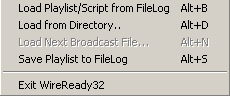 Load Playlist/Script from FileLog Alt+B
Load from Directory.. Alt+D
Load Next Broadcast File... Alt+N
Save Playlist to FileLog Alt+S
Exit WireReady32